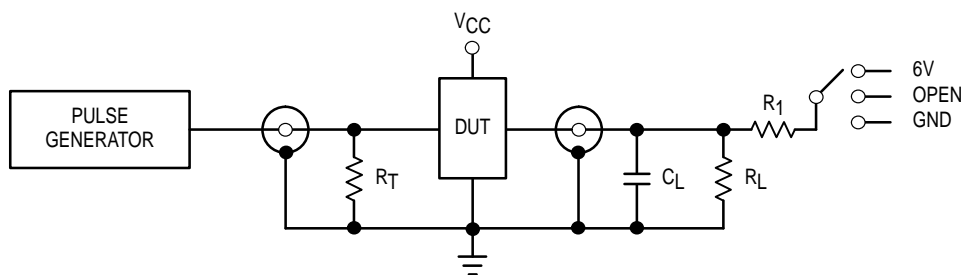 VCC
PULSE
GENERATOR
RT
DUT
CL
RL
R1
6V
OPEN
GND